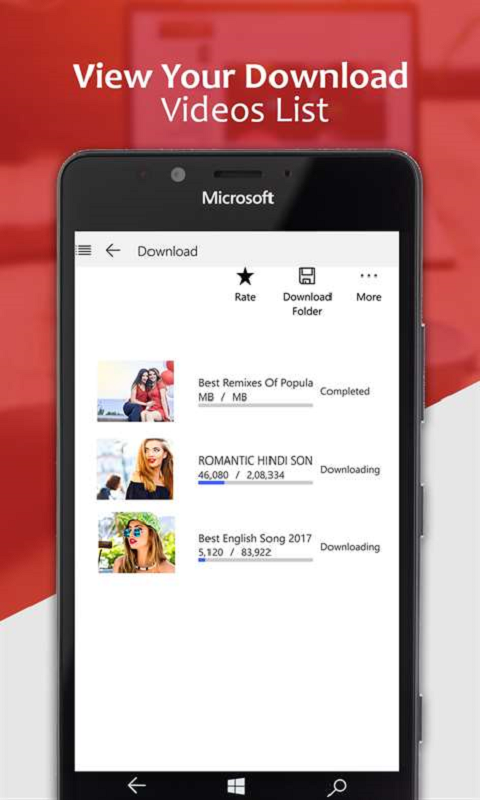 View Your Download
Videos List
Microsoft
Download
Rate
Download
Folder
More
Best Remixes Of Popula
MB / MB
Completed
ROMANTIC HINDI SON
46,080 / 2,08,334
Downloading
Best English Song 2017
5,120 / 83,922
Downloading